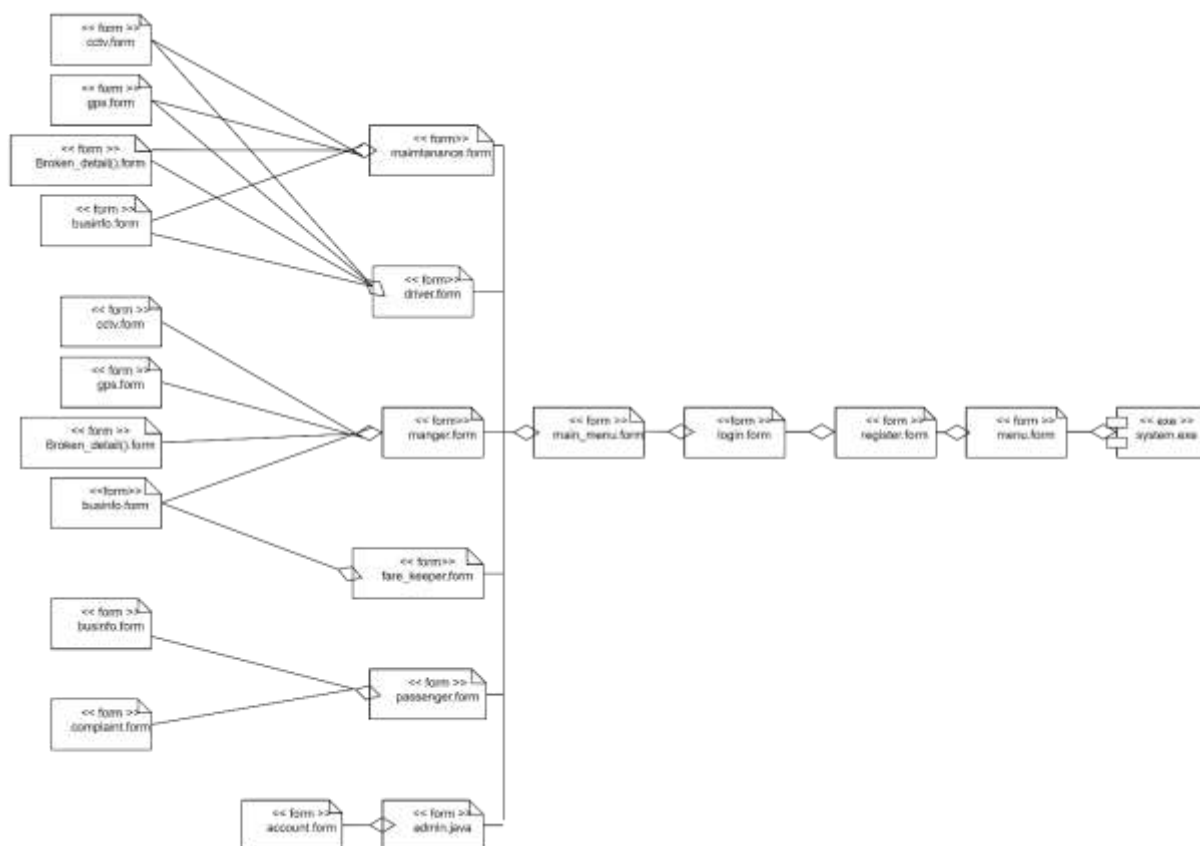 << form >>
cctv.form
<< form >>
gps.form
<< form >>
Broken_detail().form
<< form >>
businfo.form
<< form>>
maintanance.form
<< form>>
driver.form
<< form >>
cctv.form
<< form >>
gps.form
<< form >>
Broken_detail().form
<<form>>
businfo.form
<< form>>
manger.form
<< form >>
main_menu.form
<<form >>
login.form
<< form >>
register.form
<< form >>
menu.form
<< exe >>
system.exe
<< form>>
fare_keeper.form
<< form >>
businfo.form
<< form >>
complaint.form
<< form >>
passenger.form
<< form >>
account.form
<< form >>
admin.java